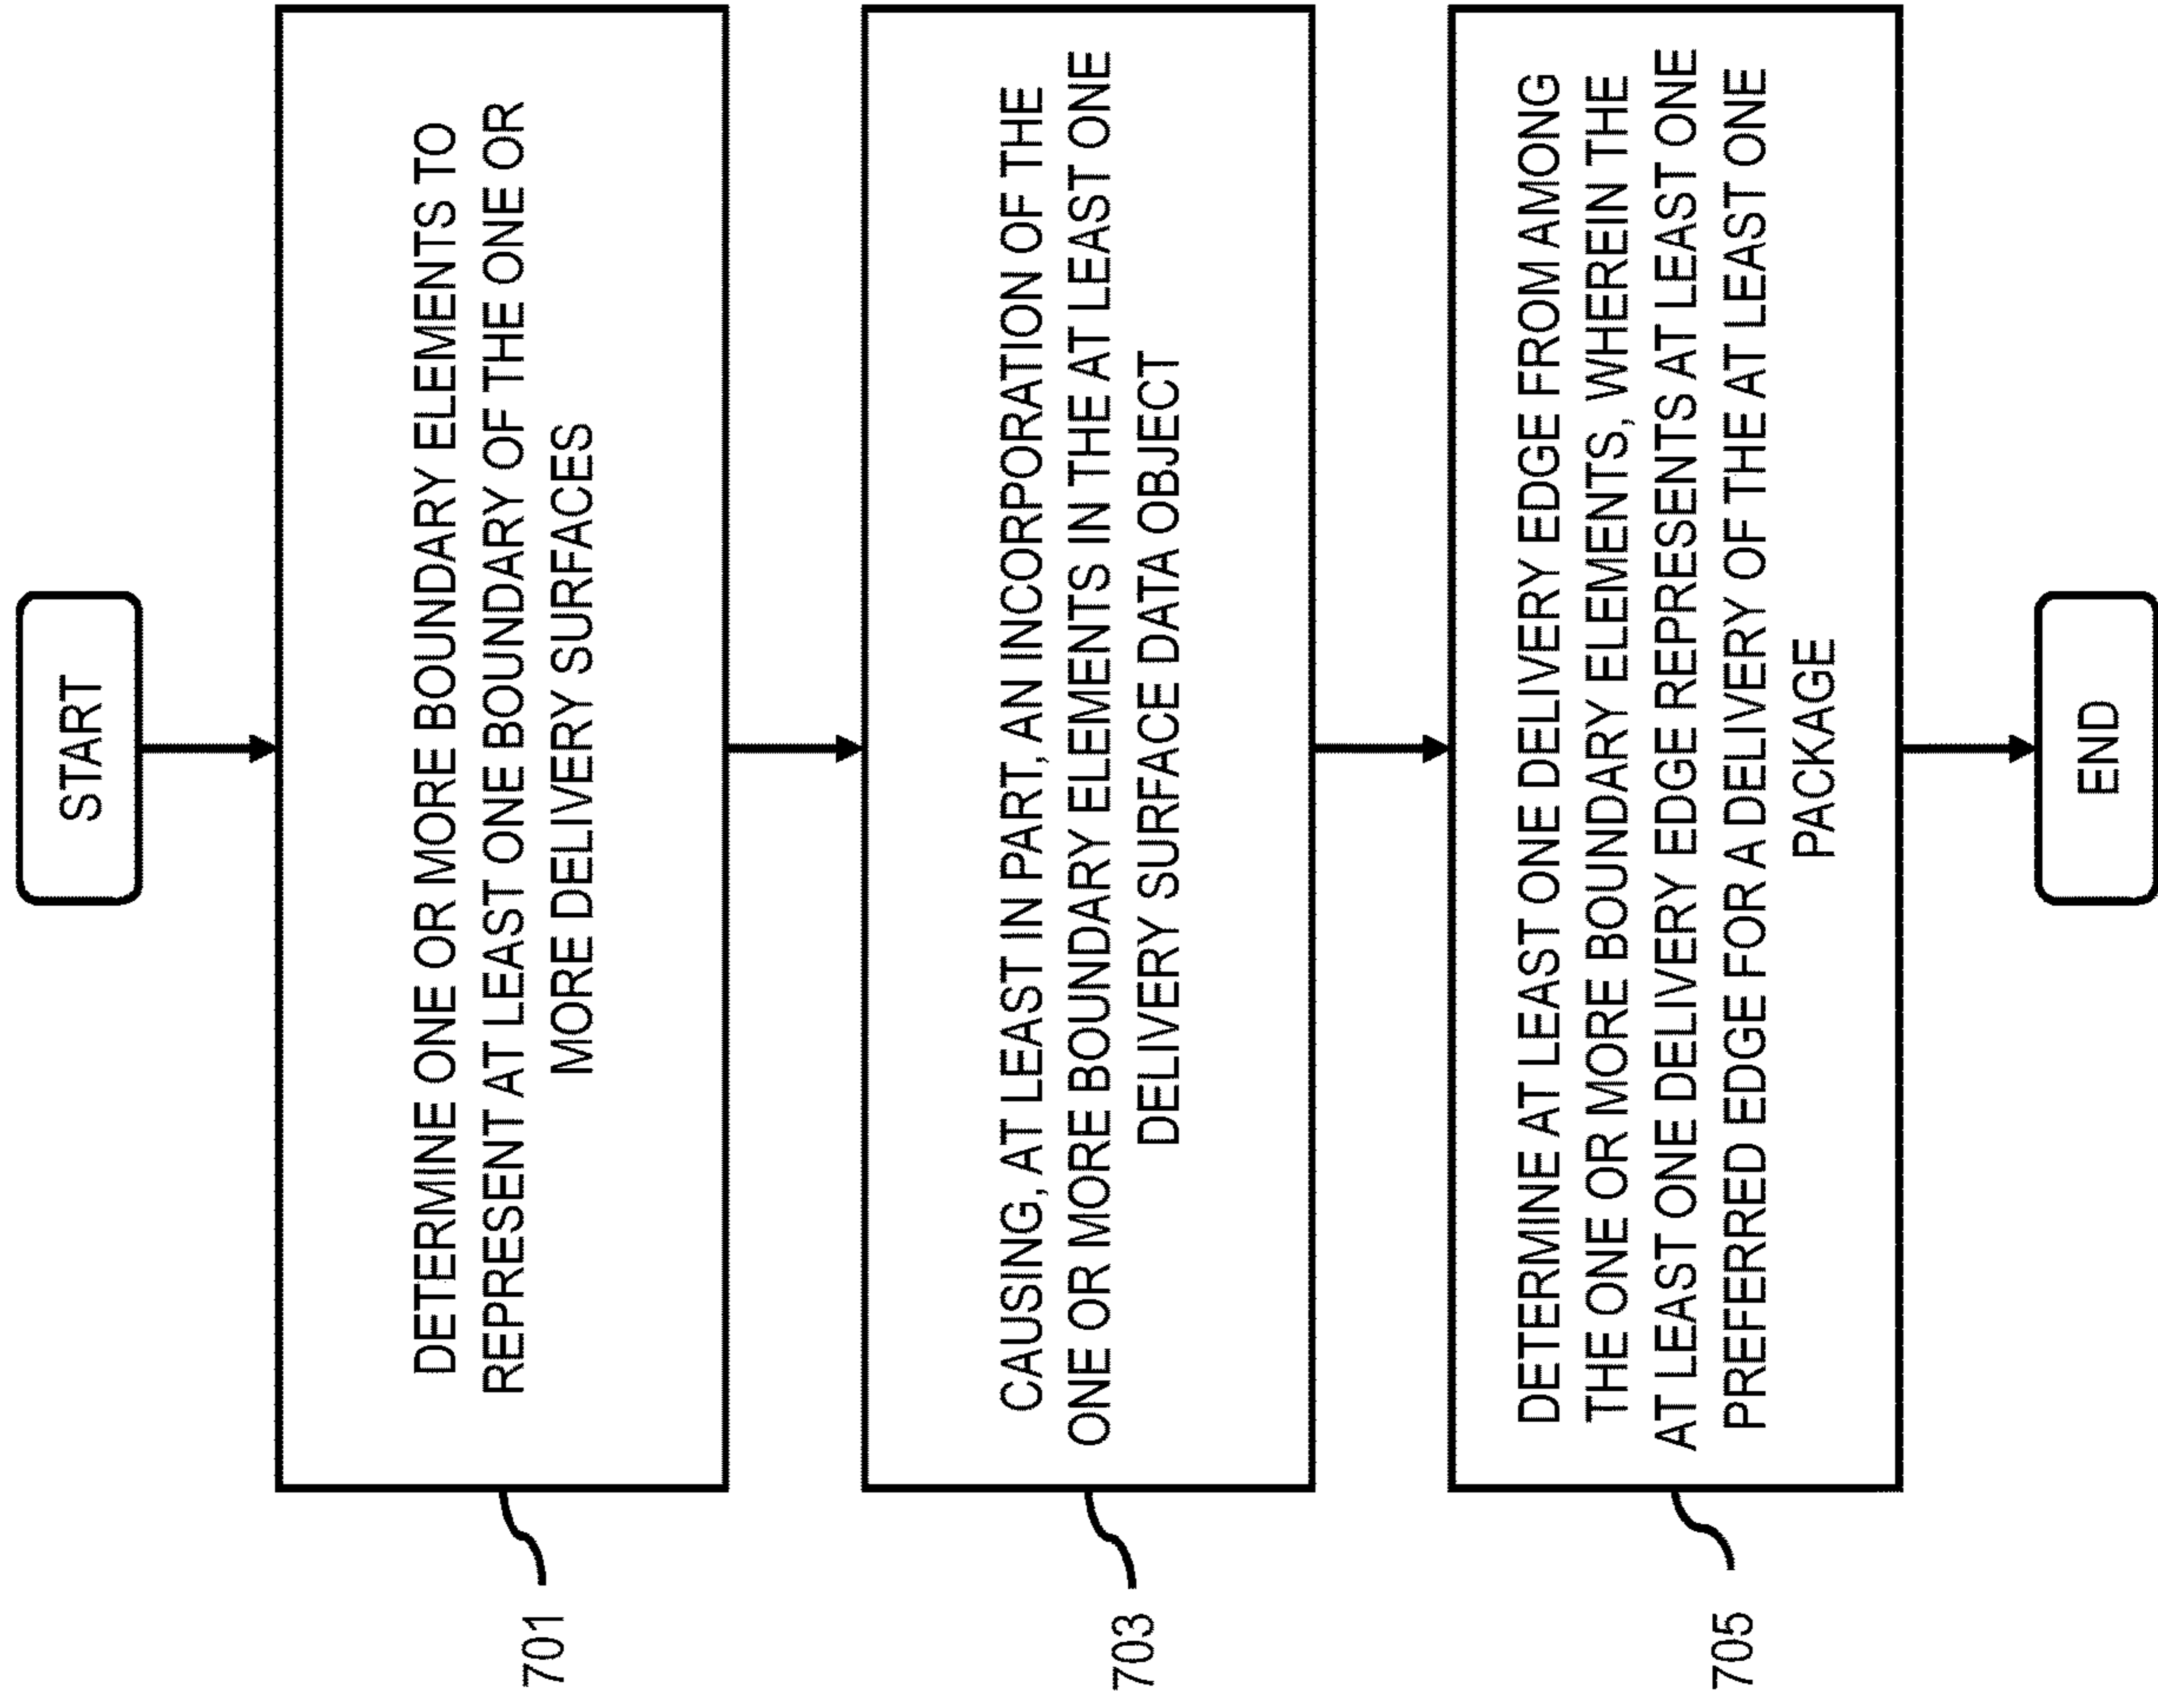 START
DETERMINE ONE OR MORE BOUNDARY ELEMENTS TO
REPRESENT AT LEAST ONE BOUNDARY OF THE ONE OR
MORE DELIVERY SURFACES
701
CAUSING, AT LEAST IN PART, AN INCORPORATION OF THE
ONE OR MORE BOUNDARY ELEMENTS IN THE AT LEAST ONE
DELIVERY SURFACE DATA OBJECT
703
DETERMINE AT LEAST ONE DELIVERY EDGE FROM AMONG
THE ONE OR MORE BOUNDARY ELEMENTS, WHEREIN THE
AT LEAST ONE DELIVERY EDGE REPRESENTS AT LEAST ONE
PREFERRED EDGE FOR A DELIVERY OF THE AT LEAST ONE
PACKAGE
705
END